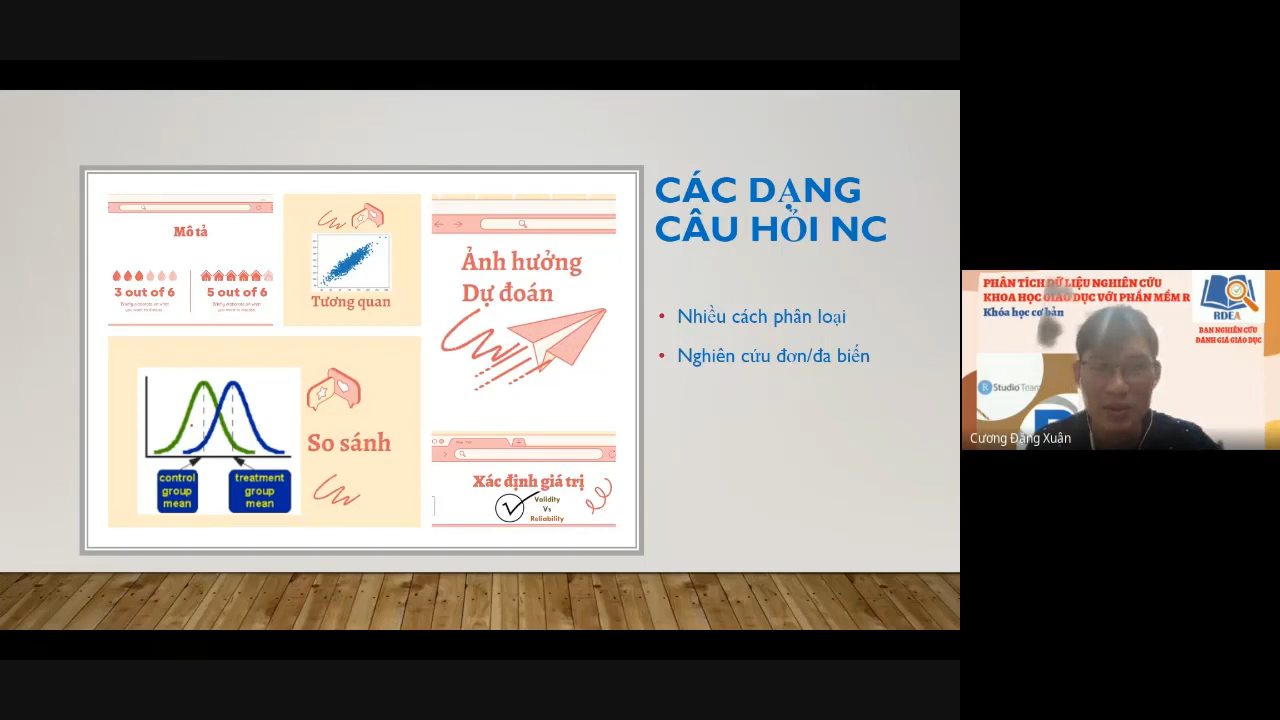 CÁC DẠNG
CÂU HỎI NC
Nhiều cách phân loại
Nghiên cứu đơn/đa biến
Mô tả
3 out of 6
5 out of 6
Tương quan
Ảnh hưởng
Dự đoán
So sánh
control
group
mean
treatment
group
mean
Xác định giá trị
Validity
Vs
Reliability
PHÂN TÍCH DỮ LIỆU NGHIÊN CỨU
KHOA HỌC GIÁO DỤC VỚI PHẦN MỀM R
Khóa học cơ bản
RDEA
BAN NGHIÊN CỨU
ĐÁNH GIÁ GIÁO DỤC
R Studio Team
Cương Đặng Xuân